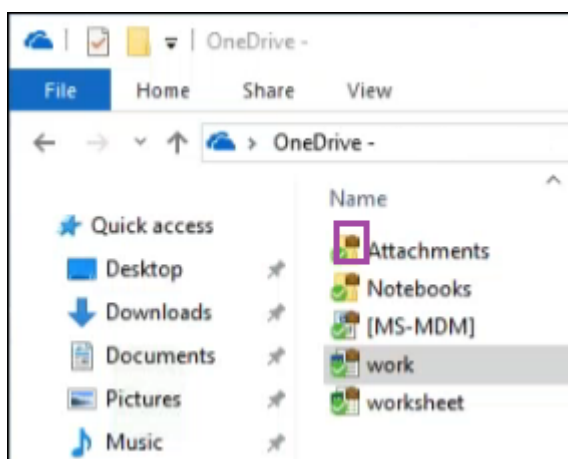 OneDrive -
File Home Share View
OneDrive -
Name
Quick access
Desktop
Downloads
Documents
Pictures
Music
Attachments
Notebooks
[MS-MDM]
work
worksheet